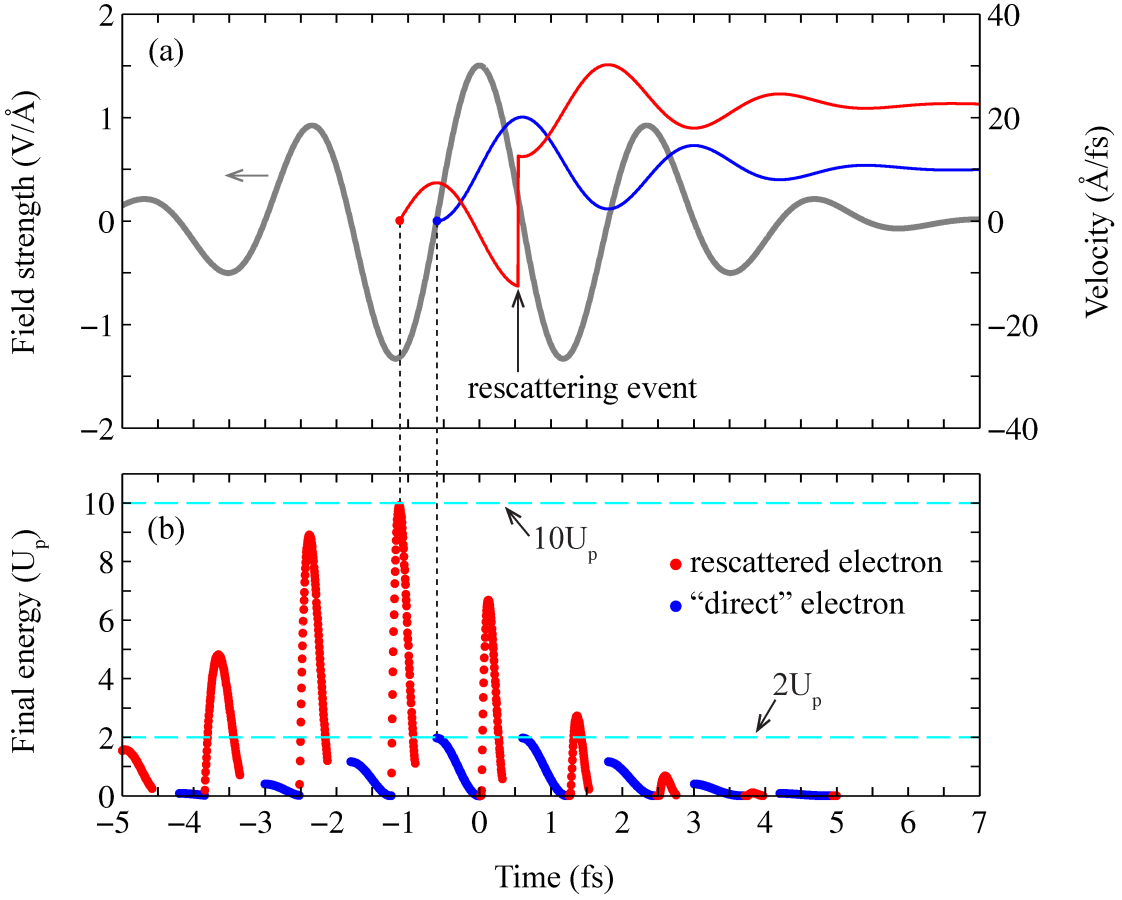 2 40
(a)
1 20
0 0
−1 −20
−2 −40
Field strength (V/Å)
Velocity (Å/fs)
rescattering event
10
8
6
4
2
0
(b)
10Uₚ
rescattered electron
“direct” electron
2Uₚ
Final energy (Uₚ)
−5 −4 −3 −2 −1 0 1 2 3 4 5 6 7
Time (fs)